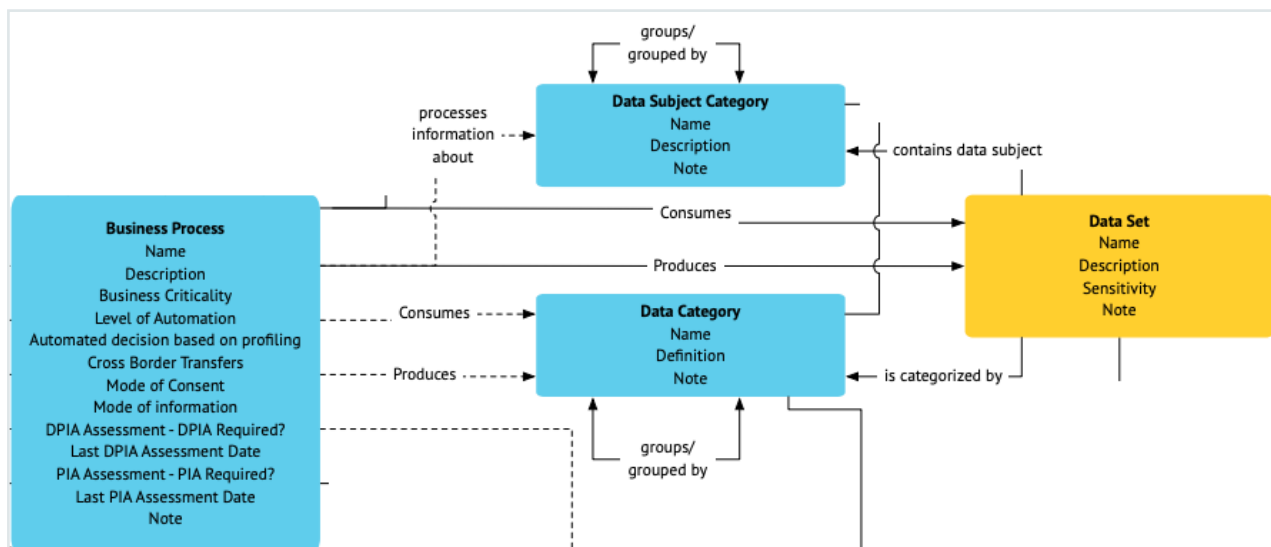 groups/
grouped by
Data Subject Category
Name
Description
Note
processes
information
about
contains data subject
Consumes
Produces
Business Process
Name
Description
Business Criticality
Level of Automation
Automated decision based on profiling
Cross Border Transfers
Mode of Consent
Mode of information
DPIA Assessment - DPIA Required?
Last DPIA Assessment Date
PIA Assessment - PIA Required?
Last PIA Assessment Date
Note
Data Set
Name
Description
Sensitivity
Note
Consumes
Produces
Data Category
Name
Definition
Note
is categorized by
groups/
grouped by